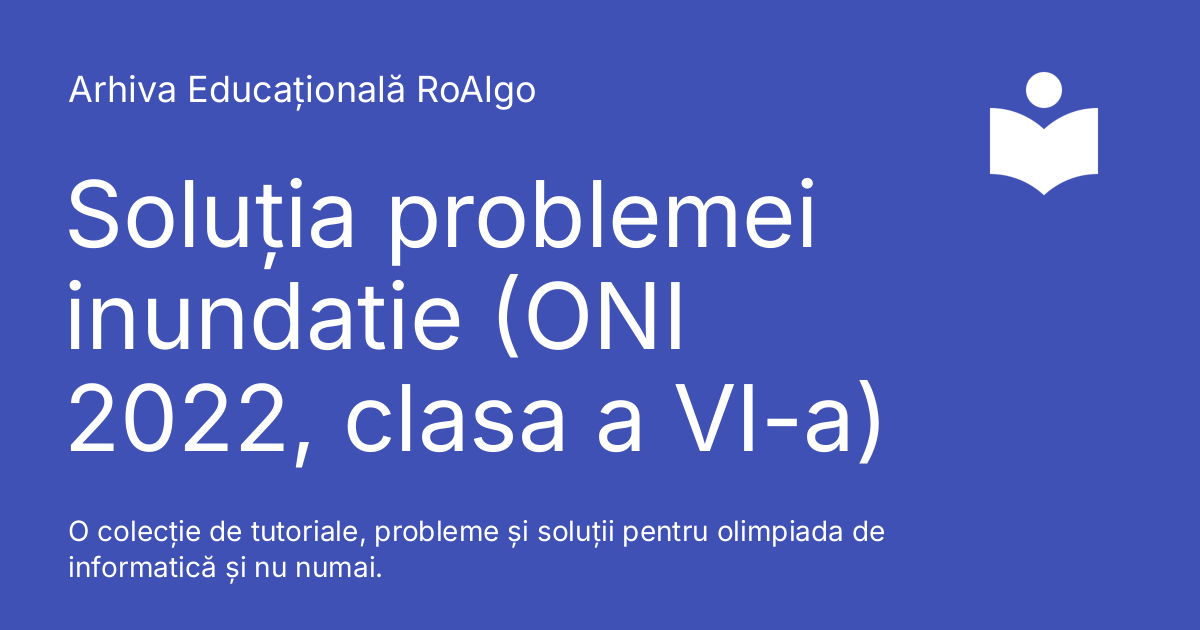 Arhiva Educațională RoAlgo
Soluția problemei
inundatie (ONI
2022, clasa a VI-a)
O colecție de tutoriale, probleme și soluții pentru olimpiada de
informatică și nu numai.